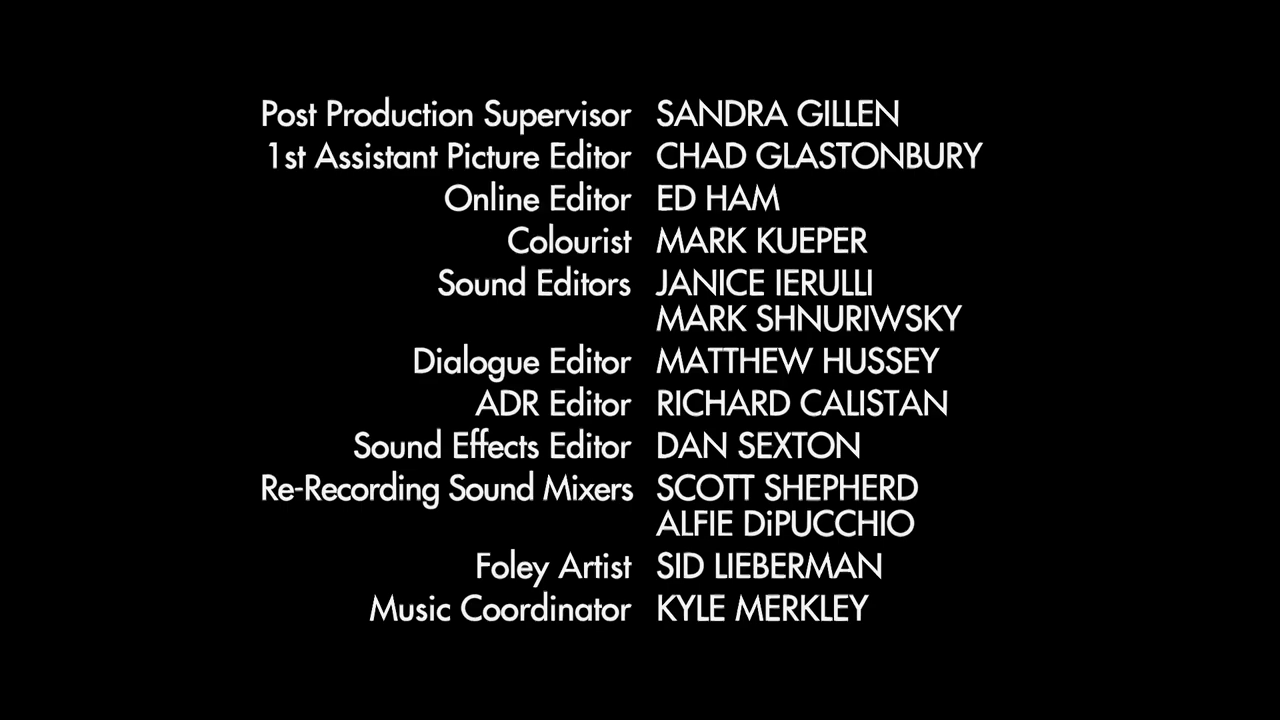 Post Production Supervisor SANDRA GILLEN
1st Assistant Picture Editor CHAD GLASTONBURY
Online Editor ED HAM
Colourist MARK KUEPER
Sound Editors JANICE IERULLI
MARK SHNURIWSKY
Dialogue Editor MATTHEW HUSSEY
ADR Editor RICHARD CALISTAN
Sound Effects Editor DAN SEXTON
Re-Recording Sound Mixers SCOTT SHEPHERD
ALFIE DiPUCCHIO
Foley Artist SID LIEBERMAN
Music Coordinator KYLE MERKLEY